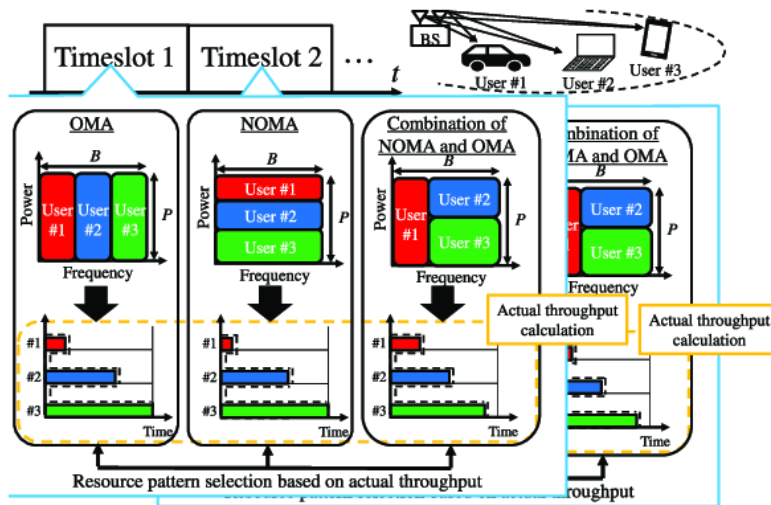 Timeslot 1
Timeslot 2
...
t
BS
User #1
User #2
User #3
OMA
B
Power
User #1
User #2
User #3
P
Frequency
#1
#2
#3
Time
NOMA
B
Power
User #1
User #2
User #3
P
Frequency
#1
#2
#3
Time
Combination of
NOMA and OMA
B
Power
User #1
User #2
User #3
P
Frequency
#1
#2
#3
Time
Actual throughput
calculation
Resource pattern selection based on actual throughput
mbination of
MA and OMA
B
User #2
User #3
P
Frequency
Actual throughput
calculation
Time
throughput